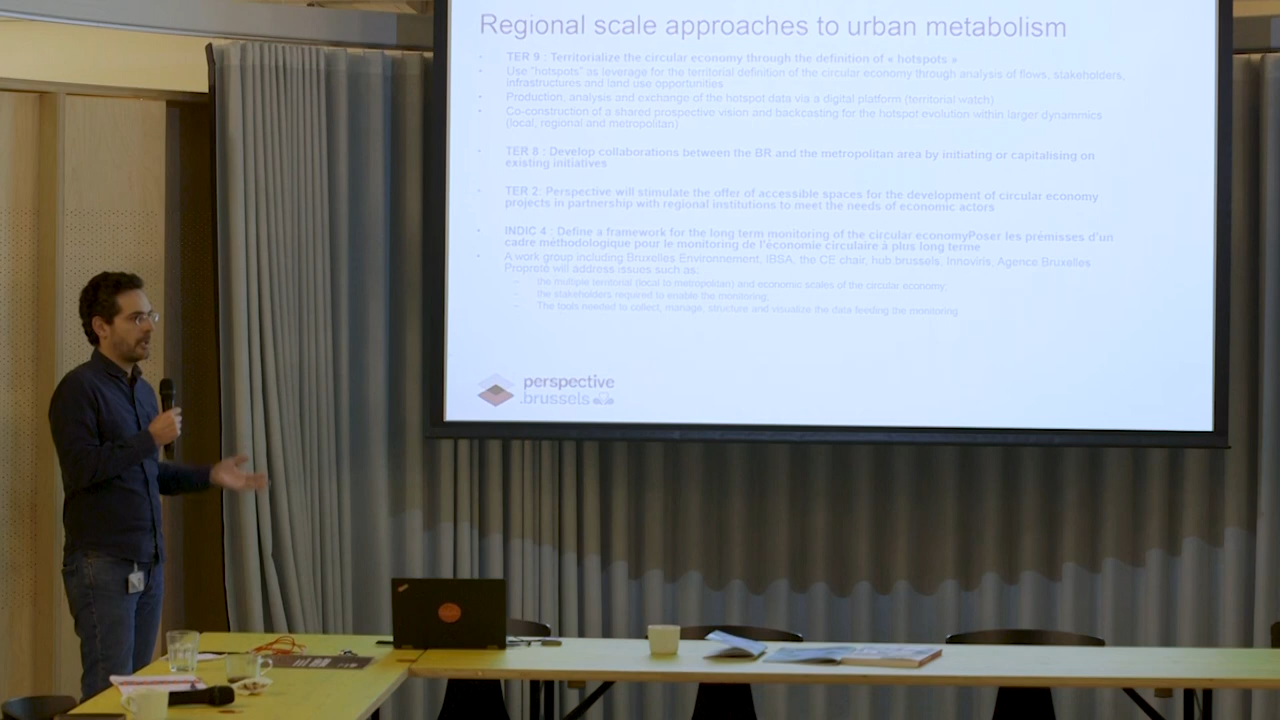 Regional scale approaches to urban metabolism
TER 9 : Territorialize the circular economy through the definition of « hotspots »
Use "hotspots" as leverage for the territorial definition of the circular economy through analysis of flows, stakeholders,
infrastructures and land use opportunities
Production, analysis and exchange of the hotspot data via a digital platform (territorial watch)
Co-construction of a shared prospective vision and backcasting for the hotspot evolution within larger dynammics
(local, regional and metropolitan)
TER 8 : Develop collaborations between the BR and the metropolitan area by initiating or capitalising on
existing initiatives
TER 2: Perspective will stimulate the offer of accessible spaces for the development of circular economy
projects in partnership with regional institutions to meet the needs of economic actors
INDIC 4 : Define a framework for the long term monitoring of the circular economyPoser les prémisses d'un
cadre méthodologique pour le monitoring de l'économie circulaire à plus long terme
A work group including Bruxelles Environnement, IBSA, the CE chair, hub.brussels, Innoviris, Agence Bruxelles
Propreté will address issues such as:
– the multiple territorial (local to metropolitan) and economic scales of the circular economy;
– the stakeholders required to enable the monitoring;
– The tools needed to collect, manage, structure and visualize the data feeding the monitoring
perspective
.brussels